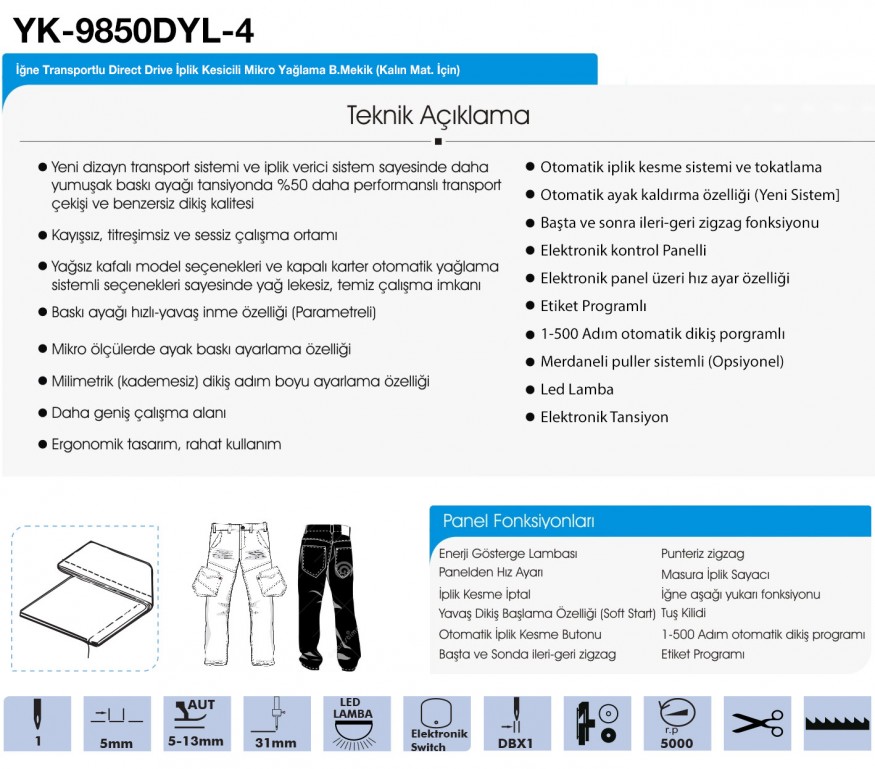 YK-9850DYL-4
İğne Transportlu Direct Drive İplik Kesicili Mikro Yağlama B.Mekik (Kalın Mat. İçin)
Teknik Açıklama
● Yeni dizayn transport sistemi ve iplik verici sistem sayesinde daha
yumuşak baskı ayağı tansiyonda %50 daha performanslı transport
çekişi ve benzersiz dikiş kalitesi
● Kayışsız, titreşimsiz ve sessiz çalışma ortamı
● Yağsız kafalı model seçenekleri ve kapalı karter otomatik yağlama
sistemli seçenekleri sayesinde yağ lekesiz, temiz çalışma imkanı
● Baskı ayağı hızlı-yavaş inme özelliği (Parametreli)
● Mikro ölçülerde ayak baskı ayarlama özelliği
● Milimetrik (kademesiz) dikiş adım boyu ayarlama özelliği
● Daha geniş çalışma alanı
● Ergonomik tasarım, rahat kullanım
● Otomatik iplik kesme sistemi ve tokatlama
● Otomatik ayak kaldırma özelliği (Yeni Sistem]
● Başta ve sonra ileri-geri zigzag fonksiyonu
● Elektronik kontrol Panelli
● Elektronik panel üzeri hız ayar özelliği
● Etiket Programlı
● 1-500 Adım otomatik dikiş porgramlı
● Merdaneli puller sistemli (Opsiyonel)
● Led Lamba
● Elektronik Tansiyon
Panel Fonksiyonları
Enerji Gösterge Lambası
Panelden Hız Ayarı
İplik Kesme İptal
Yavaş Dikiş Başlama Özelliği (Soft Start)
Otomatik İplik Kesme Butonu
Başta ve Sonda ileri-geri zigzag
Punteriz zigzag
Masura İplik Sayacı
İğne aşağı yukarı fonksiyonu
Tuş Kilidi
1-500 Adım otomatik dikiş programı
Etiket Programı
1
5mm
AUT
5-13mm
31mm
LED
LAMBA
Elektronik
Switch
DBX1
r.p
5000